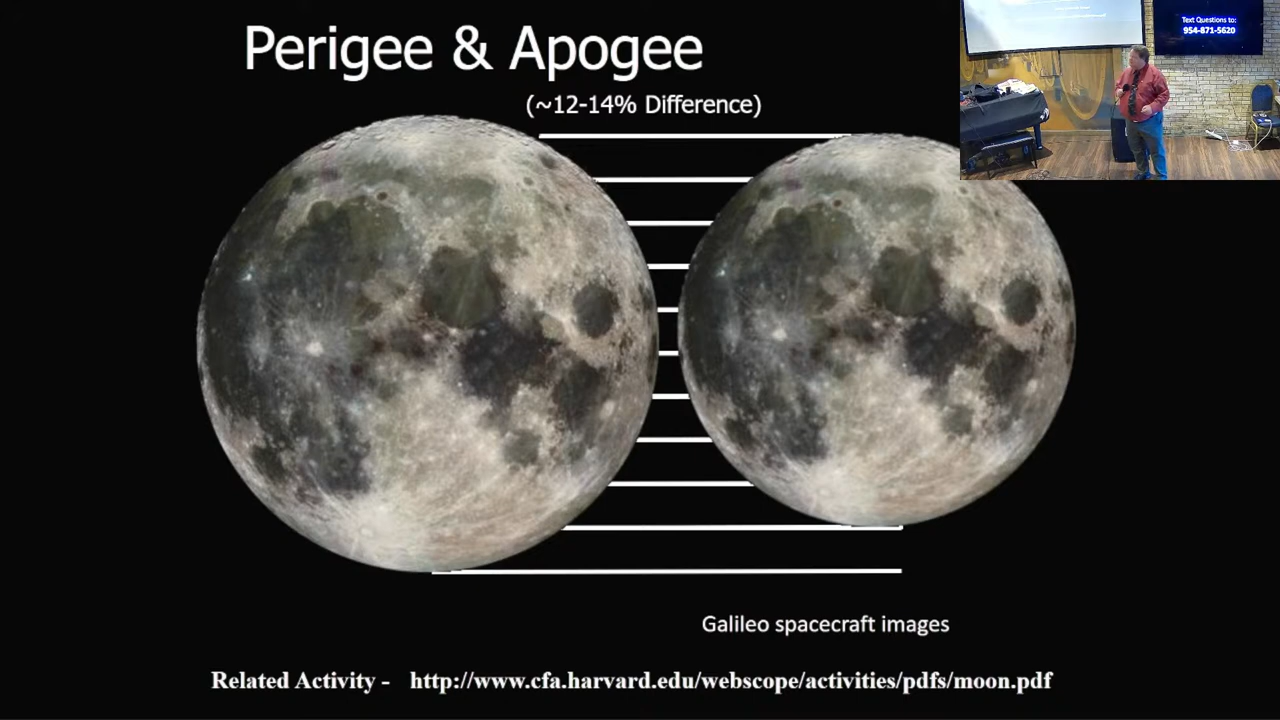 Perigee & Apogee
(~12-14% Difference)
Text Questions to:
954-871-5620
Galileo spacecraft images
Related Activity - http://www.cfa.harvard.edu/webscope/activities/pdfs/moon.pdf